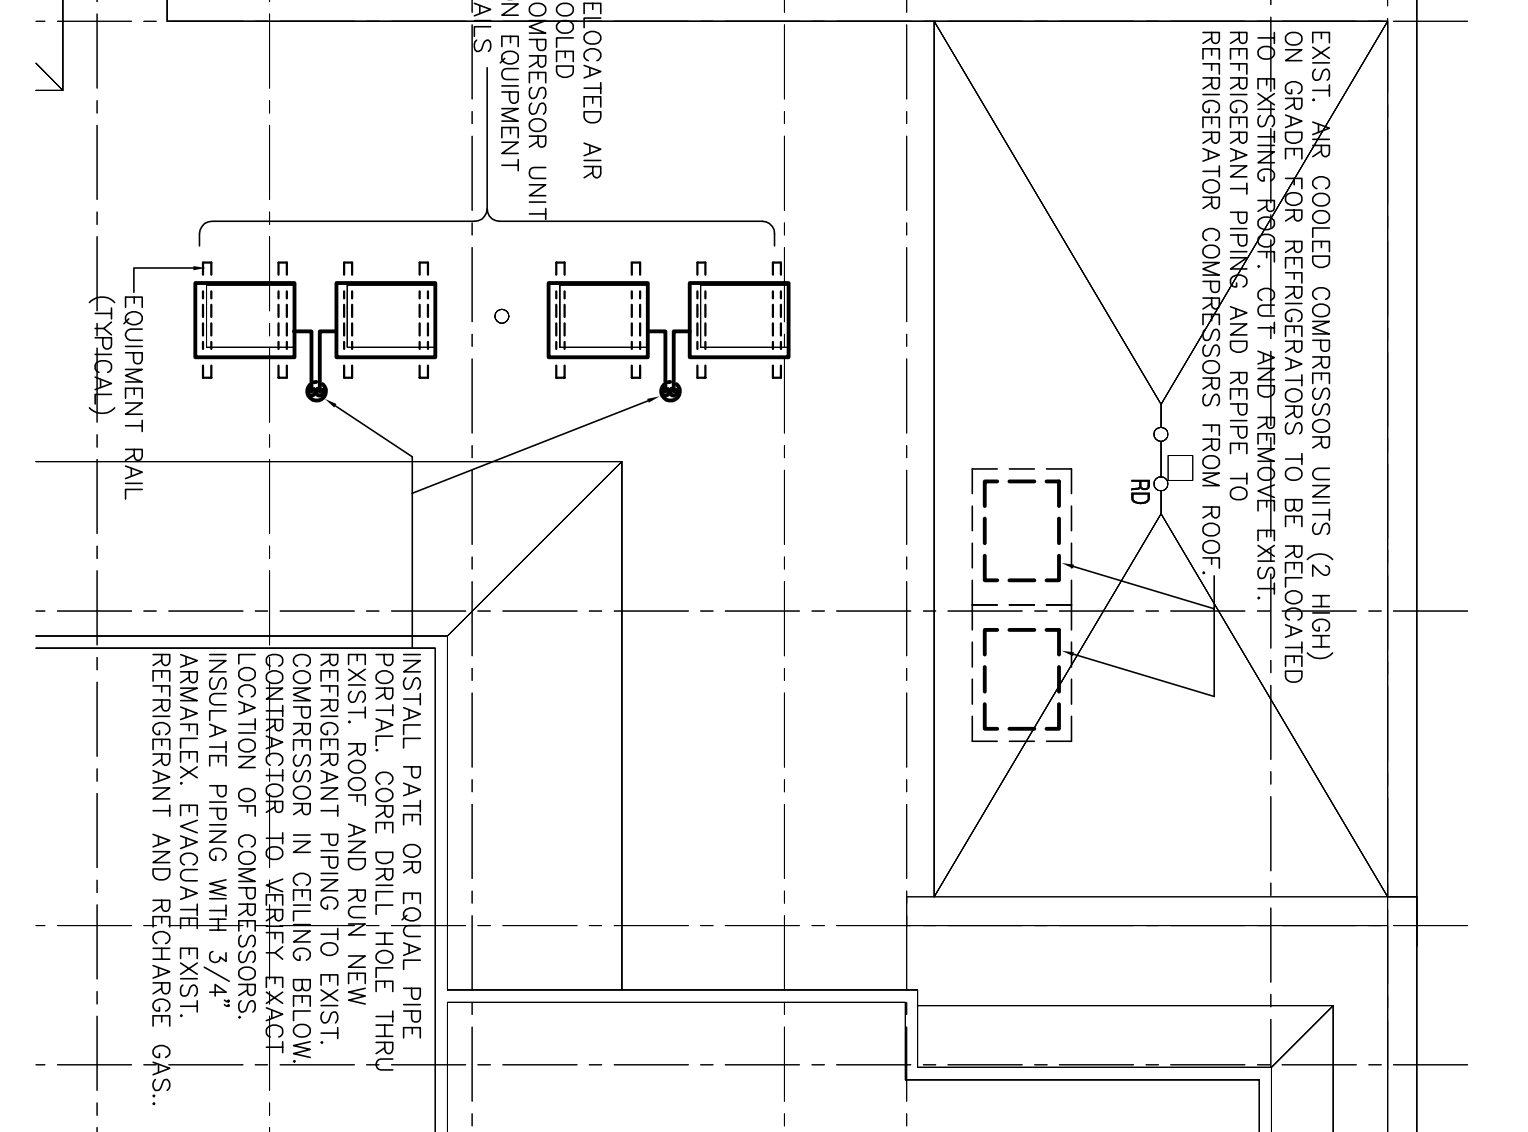 EXIST. AIR COOLED COMPRESSOR UNITS (2 HIGH)
ON GRADE FOR REFRIGERATORS TO BE RELOCATED
TO EXISTING ROOF. CUT AND REMOVE EXIST.
REFRIGERANT PIPING AND REPIPE TO
REFRIGERATOR COMPRESSORS FROM ROOF.
RD
ELOCATED AIR
OOLED
OMPRESSOR UNIT
N EQUIPMENT
AILS
EQUIPMENT RAIL
(TYPICAL)
INSTALL PATE OR EQUAL PIPE
PORTAL. CORE DRILL HOLE THRU
EXIST. ROOF AND RUN NEW
REFRIGERANT PIPING TO EXIST.
COMPRESSOR IN CEILING BELOW.
CONTRACTOR TO VERIFY EXACT
LOCATION OF COMPRESSORS.
INSULATE PIPING WITH 3/4"
ARMAFLEX. EVACUATE EXIST.
REFRIGERANT AND RECHARGE GAS..